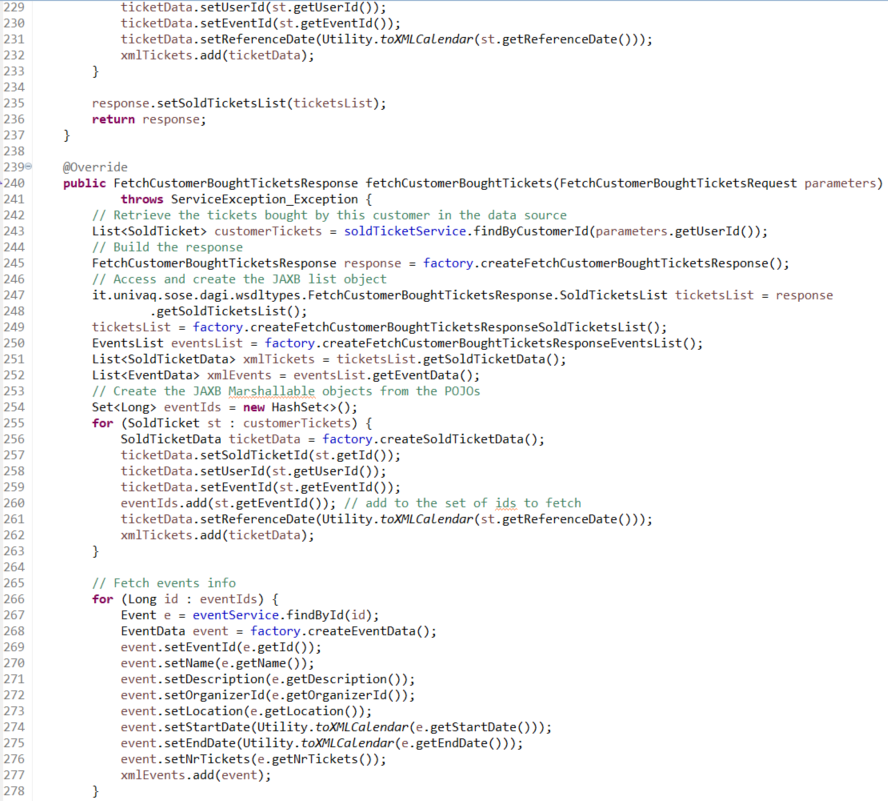 229             ticketData.setUserId(st.getUserId());
230             ticketData.setEventId(st.getEventId());
231             ticketData.setReferenceDate(Utility.toXMLCalendar(st.getReferenceDate()));
232             xmlTickets.add(ticketData);
233         }
234
235         response.setSoldTicketsList(ticketsList);
236         return response;
237     }
238
239     @Override
240     public FetchCustomerBoughtTicketsResponse fetchCustomerBoughtTickets(FetchCustomerBoughtTicketsRequest parameters)
241             throws ServiceException_Exception {
242         // Retrieve the tickets bought by this customer in the data source
243         List<SoldTicket> customerTickets = soldTicketService.findByCustomerId(parameters.getUserId());
244         // Build the response
245         FetchCustomerBoughtTicketsResponse response = factory.createFetchCustomerBoughtTicketsResponse();
246         // Access and create the JAXB list object
247         it.univaq.sose.dagi.wsdltypes.FetchCustomerBoughtTicketsResponse.SoldTicketsList ticketsList = response
248                 .getSoldTicketsList();
249         ticketsList = factory.createFetchCustomerBoughtTicketsResponseSoldTicketsList();
250         EventsList eventsList = factory.createFetchCustomerBoughtTicketsResponseEventsList();
251         List<SoldTicketData> xmlTickets = ticketsList.getSoldTicketData();
252         List<EventData> xmlEvents = eventsList.getEventData();
253         // Create the JAXB Marshallable objects from the POJOs
254         Set<Long> eventIds = new HashSet<>();
255         for (SoldTicket st : customerTickets) {
256             SoldTicketData ticketData = factory.createSoldTicketData();
257             ticketData.setSoldTicketId(st.getId());
258             ticketData.setUserId(st.getUserId());
259             ticketData.setEventId(st.getEventId());
260             eventIds.add(st.getEventId()); // add to the set of ids to fetch
261             ticketData.setReferenceDate(Utility.toXMLCalendar(st.getReferenceDate()));
262             xmlTickets.add(ticketData);
263         }
264
265         // Fetch events info
266         for (Long id : eventIds) {
267             Event e = eventService.findById(id);
268             EventData event = factory.createEventData();
269             event.setEventId(e.getId());
270             event.setName(e.getName());
271             event.setDescription(e.getDescription());
272             event.setOrganizerId(e.getOrganizerId());
273             event.setLocation(e.getLocation());
274             event.setStartDate(Utility.toXMLCalendar(e.getStartDate()));
275             event.setEndDate(Utility.toXMLCalendar(e.getEndDate()));
276             event.setNrTickets(e.getNrTickets());
277             xmlEvents.add(event);
278         }